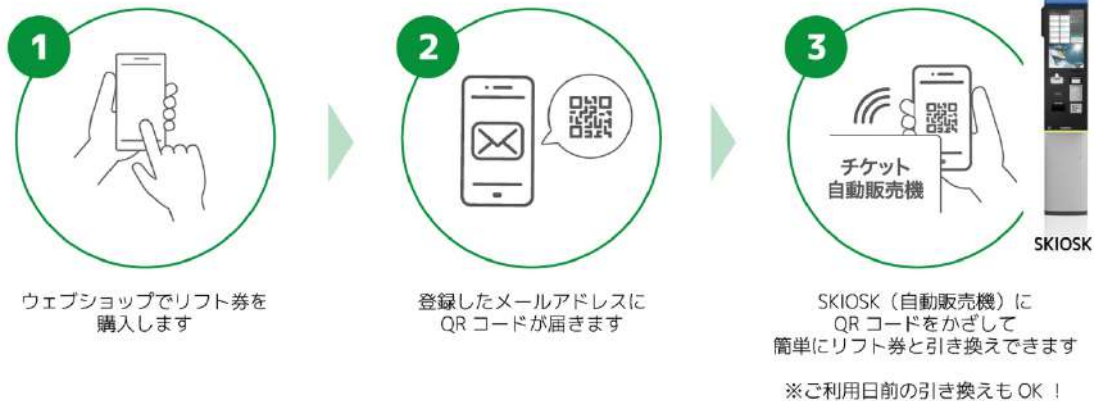 1
2
3
チケット
自動販売機
SKIOSK
ウェブショップでリフト券を
購入します
登録したメールアドレスに
QR コードが届きます
SKIOSK（自動販売機）に
QR コードをかざして
簡単にリフト券と引き換えできます
※ご利用日前の引き換えも OK ！